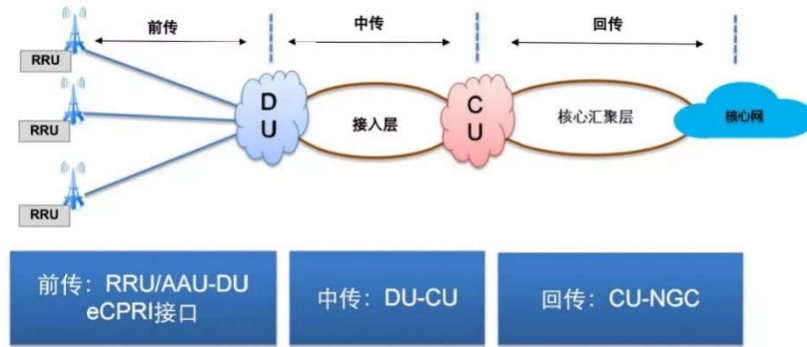 前传
中传
回传
RRU
RRU
RRU
D
U
接入层
C
U
核心汇聚层
核心网
前传：RRU/AAU-DU
eCPRI接口
中传：DU-CU
回传：CU-NGC